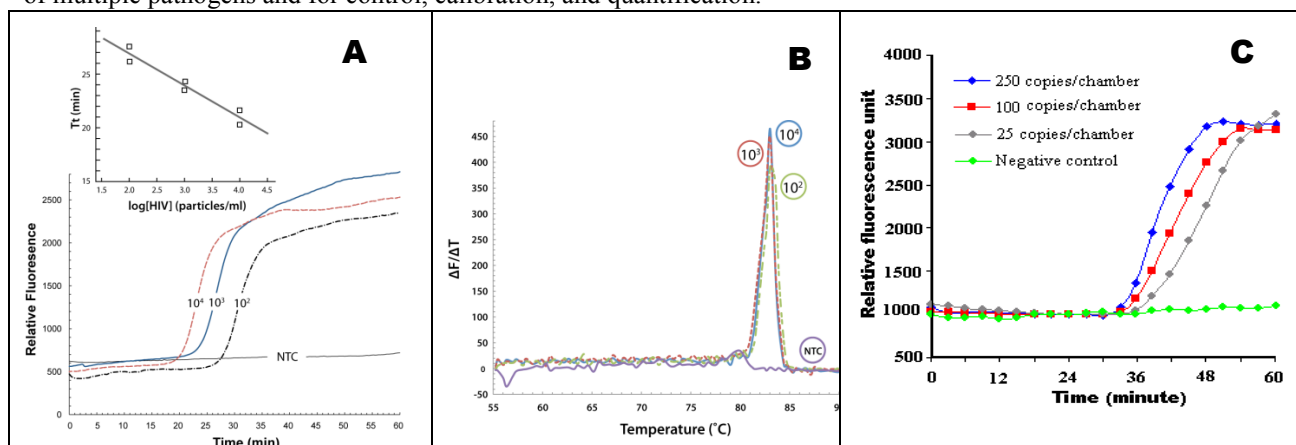 of multiple pathogens and for control, calibration, and quantification.
A
Tt (min)
25
20
15
1.5 2.0 2.5 3.0 3.5 4.0 4.5
log[HIV] (particles/ml)
Relative Fluorescence
2500
2000
1500
1000
500
0
10⁴ 10³ 10²
NTC
0 5 10 15 20 25 30 35 40 45 50 55 60
Time (min)
B
ΔF/ΔT
450
400
350
300
250
200
150
100
50
0
-50
10³ 10⁴
10²
NTC
55 60 65 70 75 80 85 9
Temperature (˚C)
C
Relative fluorescence unit
4000
3500
3000
2500
2000
1500
1000
500
250 copies/chamber
100 copies/chamber
25 copies/chamber
Negative control
0 12 24 36 48 60
Time (minute)